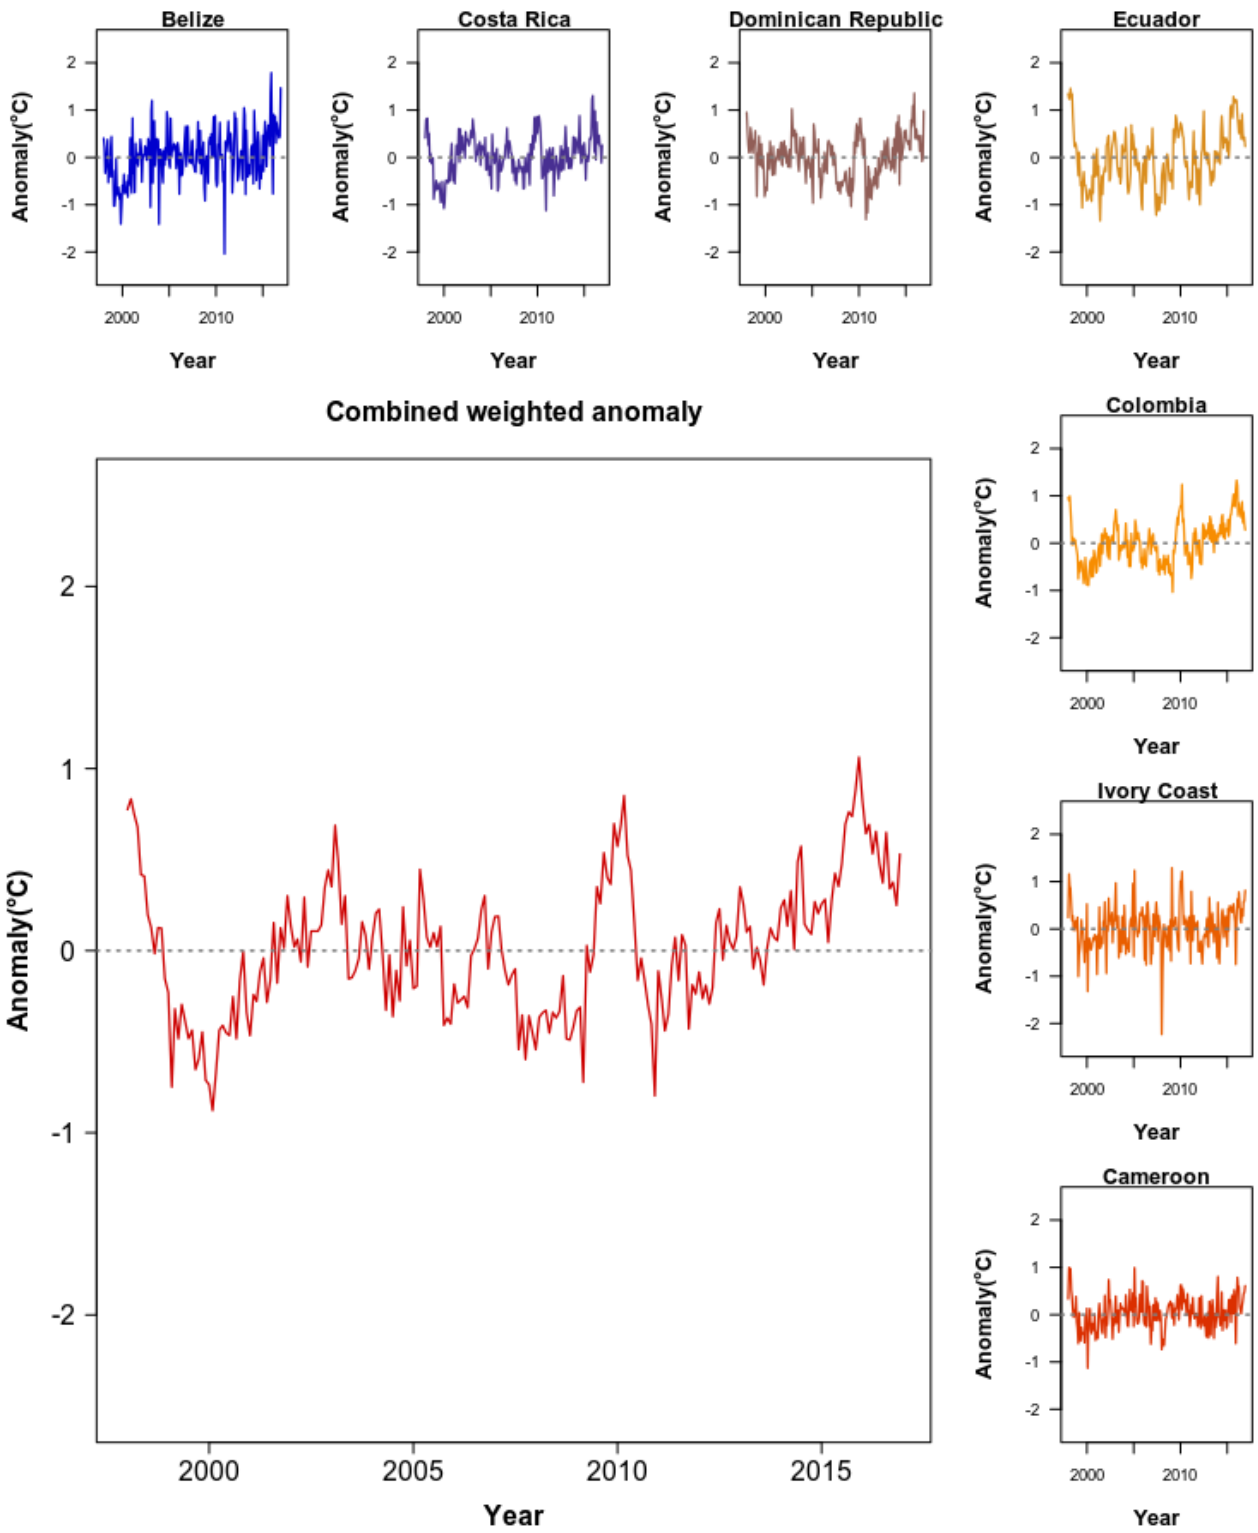 Belize
Costa Rica
Dominican Republic
Ecuador
Anomaly(°C)
2
1
0
-1
-2
2000
2010
Year
Anomaly(°C)
2
1
0
-1
-2
2000
2010
Year
Anomaly(°C)
2
1
0
-1
-2
2000
2010
Year
Anomaly(°C)
2
1
0
-1
-2
2000
2010
Year
Combined weighted anomaly
Anomaly(°C)
2
1
0
-1
-2
2000
2005
2010
2015
Year
Colombia
Anomaly(°C)
2
1
0
-1
-2
2000
2010
Year
Ivory Coast
Anomaly(°C)
2
1
0
-1
-2
2000
2010
Year
Cameroon
Anomaly(°C)
2
1
0
-1
-2
2000
2010
Year